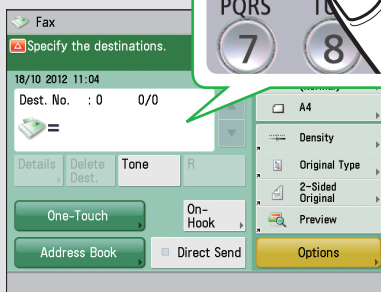 PQRS
7
8
Fax
Specify the destinations.
18/10 2012 11:04
Dest. No. : 0 0/0
=
A4
Density
Details
Delete
Dest.
Tone
R
Original Type
2-Sided
Original
Preview
One-Touch
On-
Hook
Address Book
Direct Send
Options